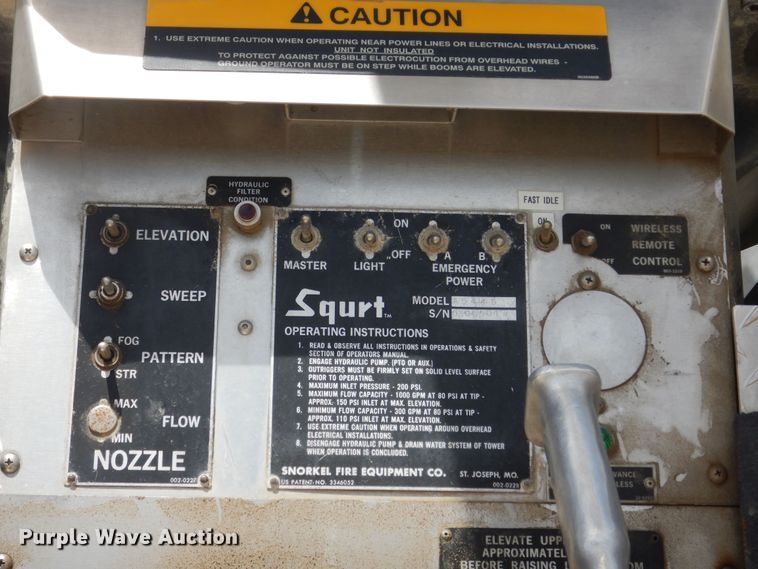 CAUTION
1. USE EXTREME CAUTION WHEN OPERATING NEAR POWER LINES OR ELECTRICAL INSTALLATIONS.
UNIT NOT INSULATED
TO PROTECT AGAINST POSSIBLE ELECTROCUTION FROM OVERHEAD WIRES -
GROUND OPERATOR MUST BE ON STEP WHILE BOOMS ARE ELEVATED.
HYDRAULIC
FILTER
CONDITION
ELEVATION
SWEEP
FOG
PATTERN
STR
MAX
FLOW
MIN
NOZZLE
ON
OFF
MASTER
LIGHT
A B
EMERGENCY
POWER
Squrt TM
MODEL
S/N
OPERATING INSTRUCTIONS
1. READ & OBSERVE ALL INSTRUCTIONS IN OPERATIONS & SAFETY
SECTION OF OPERATORS MANUAL.
2. ENGAGE HYDRAULIC PUMP. (PTO OR AUX.)
3. OUTRIGGERS MUST BE FIRMLY SET ON SOLID LEVEL SURFACE
PRIOR TO OPERATING.
4. MAXIMUM INLET PRESSURE - 200 PSI.
5. MAXIMUM FLOW CAPACITY - 1000 GPM AT 80 PSI AT TIP -
APPROX. 150 PSI INLET AT MAX. ELEVATION.
6. MINIMUM FLOW CAPACITY - 300 GPM AT 80 PSI AT TIP -
APPROX. 110 PSI INLET AT MAX. ELEVATION.
7. USE EXTREME CAUTION WHEN OPERATING AROUND OVERHEAD
ELECTRICAL INSTALLATIONS.
8. DISENGAGE HYDRAULIC PUMP & DRAIN WATER SYSTEM OF TOWER
WHEN OPERATION IS CONCLUDED.
SNORKEL FIRE EQUIPMENT CO. ST. JOSEPH, MO.
US PATENT-NO. 3346052
FAST IDLE
ON
ON
OFF
WIRELESS
REMOTE
CONTROL
ELEVATE
APPROXIMATELY
BEFORE RAISING
Purple Wave Auction